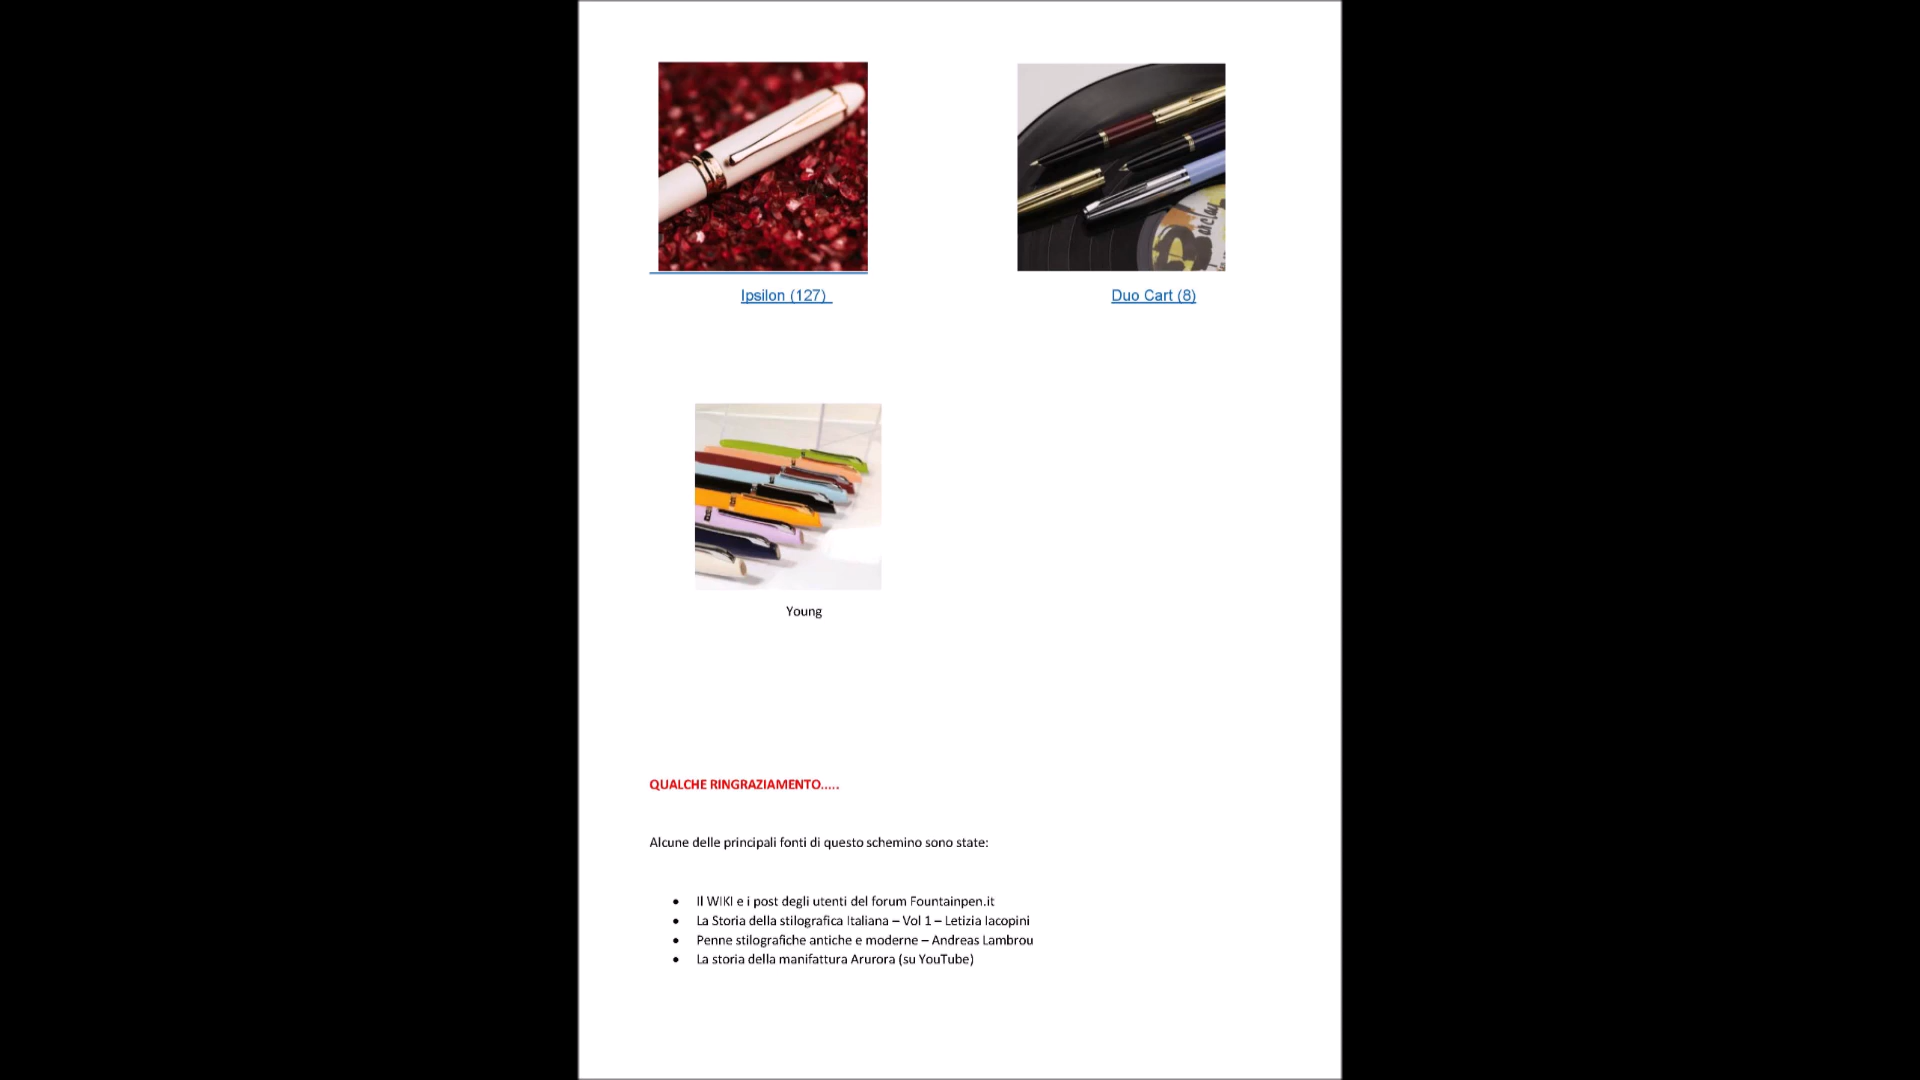 Ipsilon (127)
Duo Cart (8)
Young
QUALCHE RINGRAZIAMENTO.....
Alcune delle principali fonti di questo schemino sono state:
• Il WIKI e i post degli utenti del forum Fountainpen.it
• La Storia della stilografica Italiana – Vol 1 – Letizia Iacopini
• Penne stilografiche antiche e moderne – Andreas Lambrou
• La storia della manifattura Arurora (su YouTube)